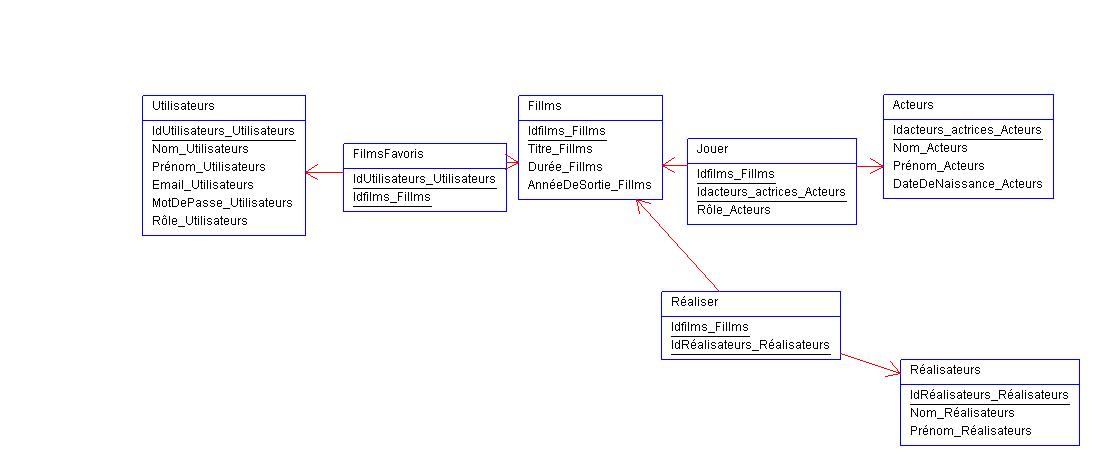 Utilisateurs
IdUtilisateurs_Utilisateurs
Nom_Utilisateurs
Prénom_Utilisateurs
Email_Utilisateurs
MotDePasse_Utilisateurs
Rôle_Utilisateurs
FilmsFavoris
IdUtilisateurs_Utilisateurs
Idfilms_Fillms
Fillms
Idfilms_Fillms
Titre_Fillms
Durée_Fillms
AnnéeDeSortie_Fillms
Jouer
Idfilms_Fillms
Idacteurs_actrices_Acteurs
Rôle_Acteurs
Acteurs
Idacteurs_actrices_Acteurs
Nom_Acteurs
Prénom_Acteurs
DateDeNaissance_Acteurs
Réaliser
Idfilms_Fillms
IdRéalisateurs_Réalisateurs
Réalisateurs
IdRéalisateurs_Réalisateurs
Nom_Réalisateurs
Prénom_Réalisateurs